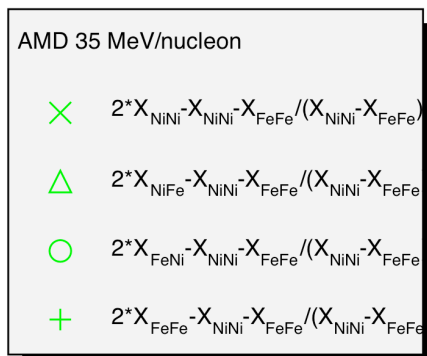 AMD 35 MeV/nucleon
2*X_NiNi-X_NiNi-X_FeFe/(X_NiNi-X_FeFe)
2*X_NiFe-X_NiNi-X_FeFe/(X_NiNi-X_FeFe
2*X_FeNi-X_NiNi-X_FeFe/(X_NiNi-X_FeFe
2*X_FeFe-X_NiNi-X_FeFe/(X_NiNi-X_FeFe